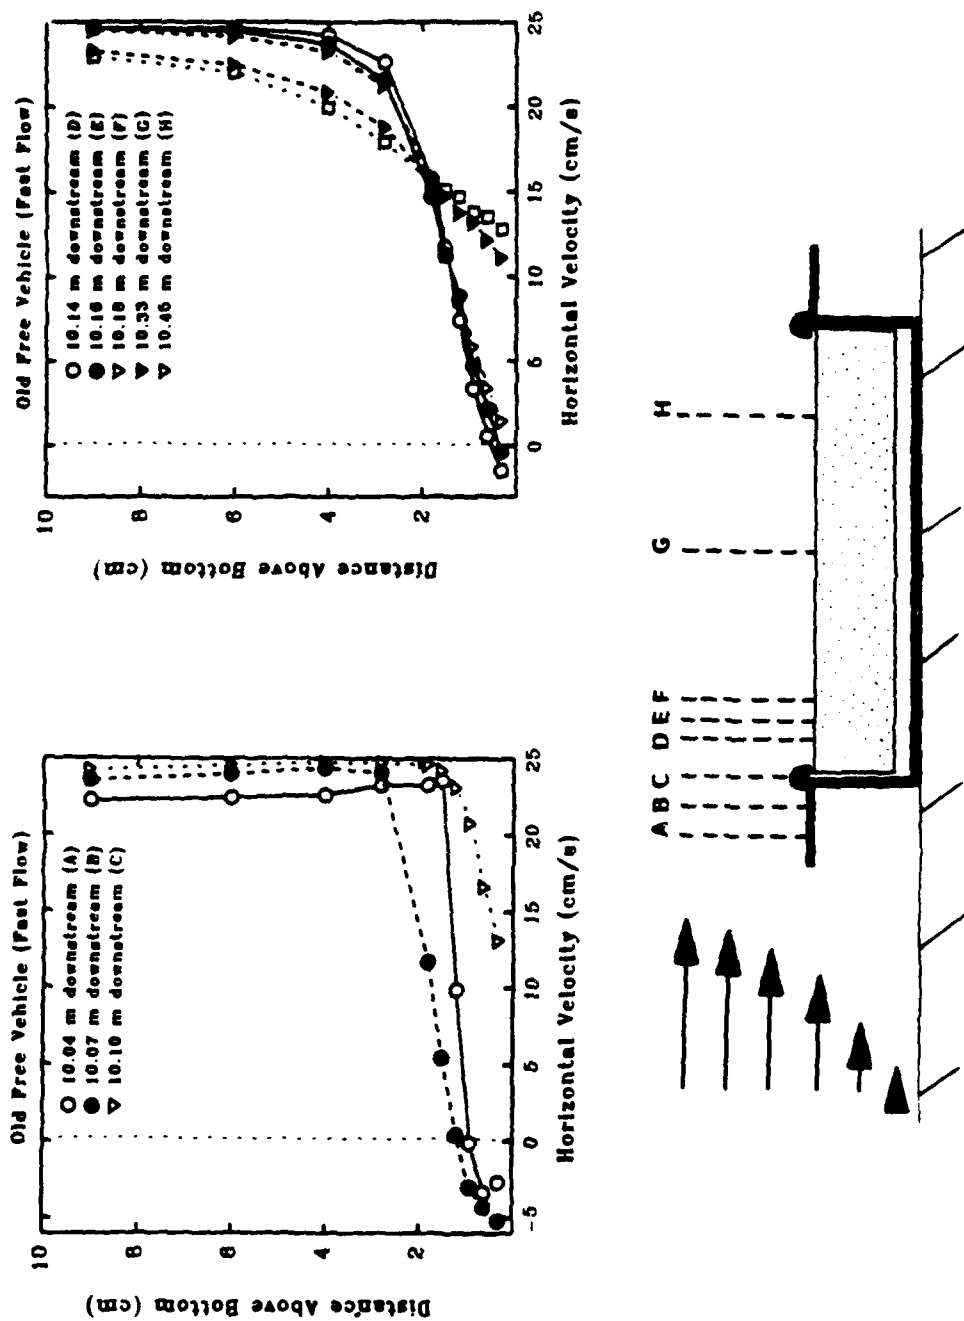 Old Free Vehicle (Fast Flow)
10.04 m downstream (A)
10.07 m downstream (B)
10.10 m downstream (C)
10
8
6
4
2
-5
0
5
10
15
20
25
Distance Above Bottom (cm)
Horizontal Velocity (cm/s)
Old Free Vehicle (Fast Flow)
10.14 m downstream (D)
10.16 m downstream (E)
10.18 m downstream (F)
10.33 m downstream (G)
10.45 m downstream (H)
10
8
6
4
2
0
5
10
15
20
25
Distance Above Bottom (cm)
Horizontal Velocity (cm/s)
A B C D E F G H